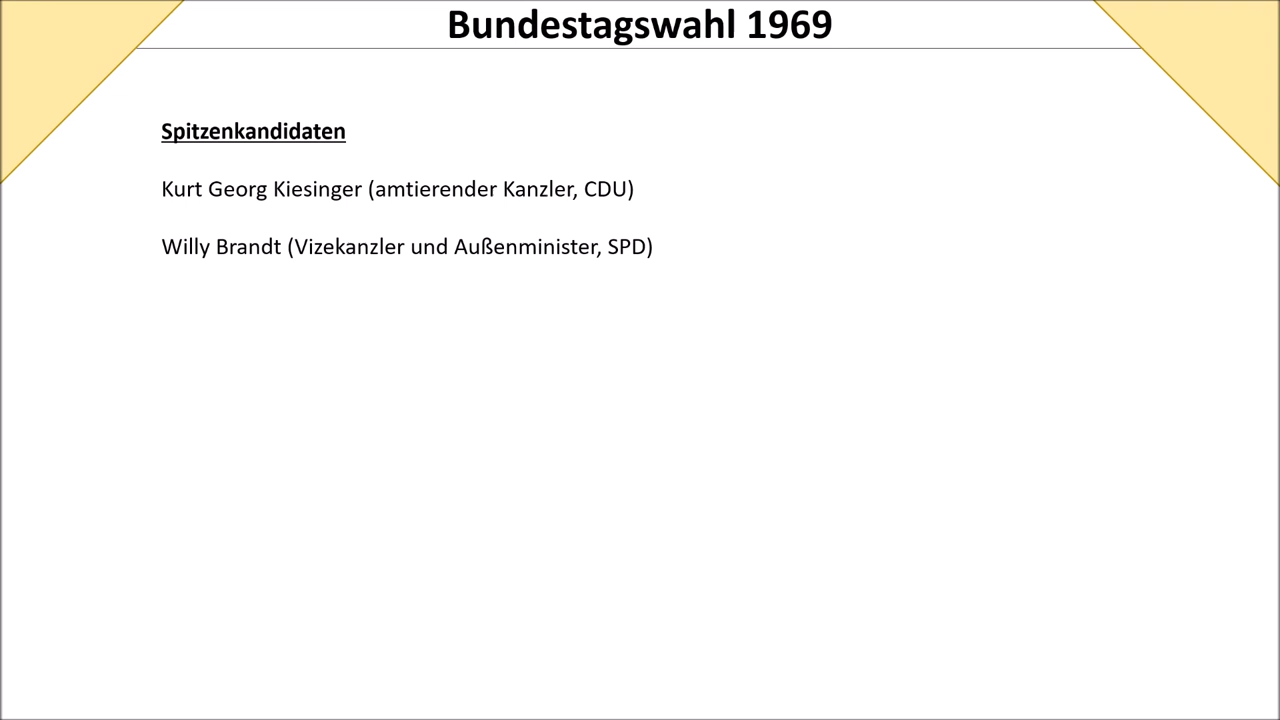 Bundestagswahl 1969
Spitzenkandidaten
Kurt Georg Kiesinger (amtierender Kanzler, CDU)
Willy Brandt (Vizekanzler und Außenminister, SPD)